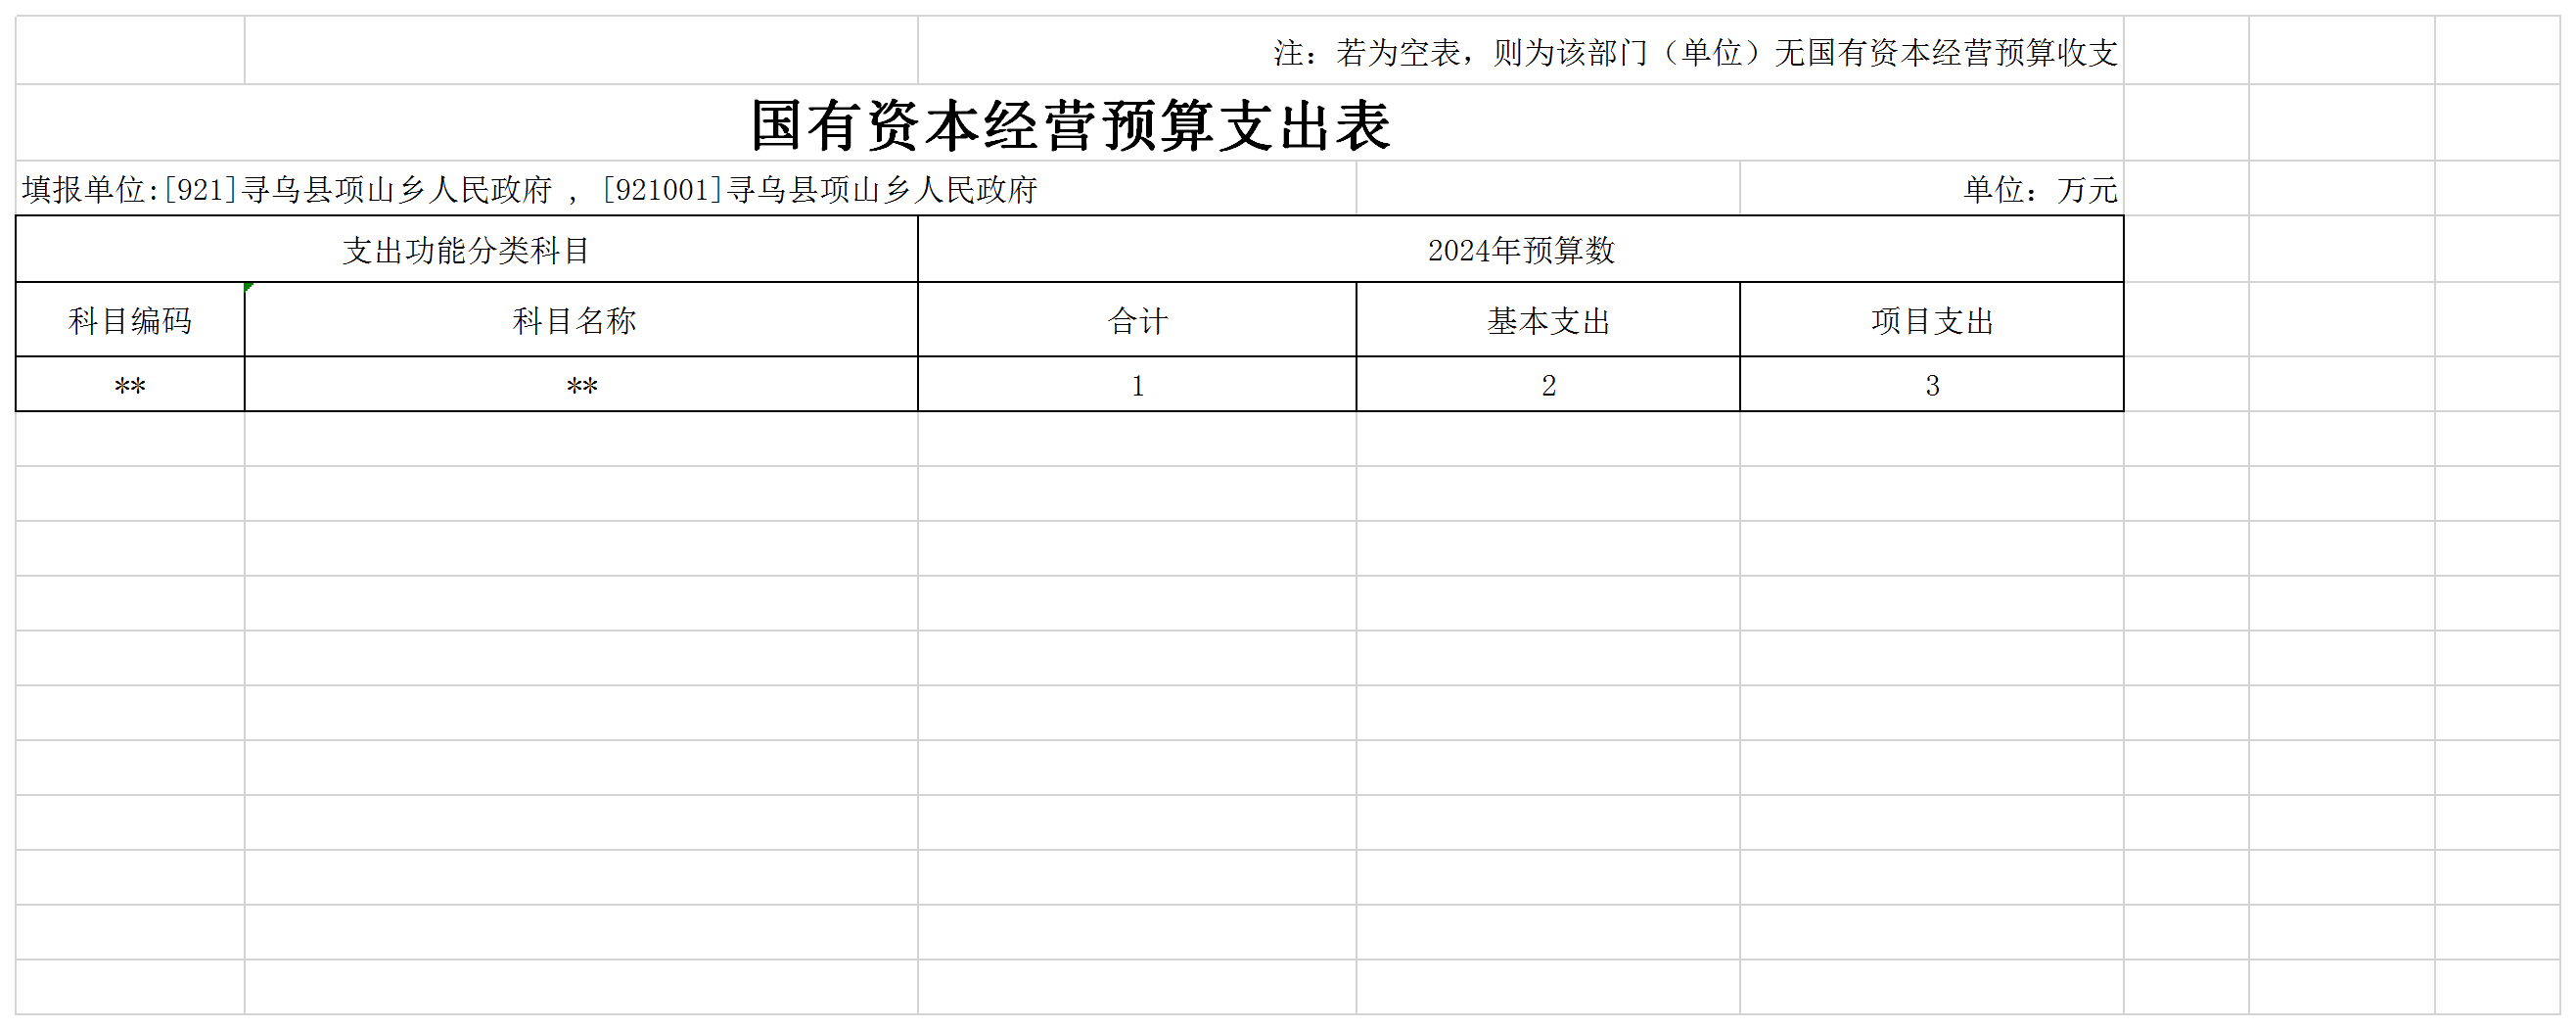 注：若为空表，则为该部门（单位）无国有资本经营预算收支
国有资本经营预算支出表
填报单位:[921]寻乌县项山乡人民政府 , [921001]寻乌县项山乡人民政府 单位：万元
支出功能分类科目 2024年预算数
科目编码 科目名称 合计 基本支出 项目支出
** ** 1 2 3